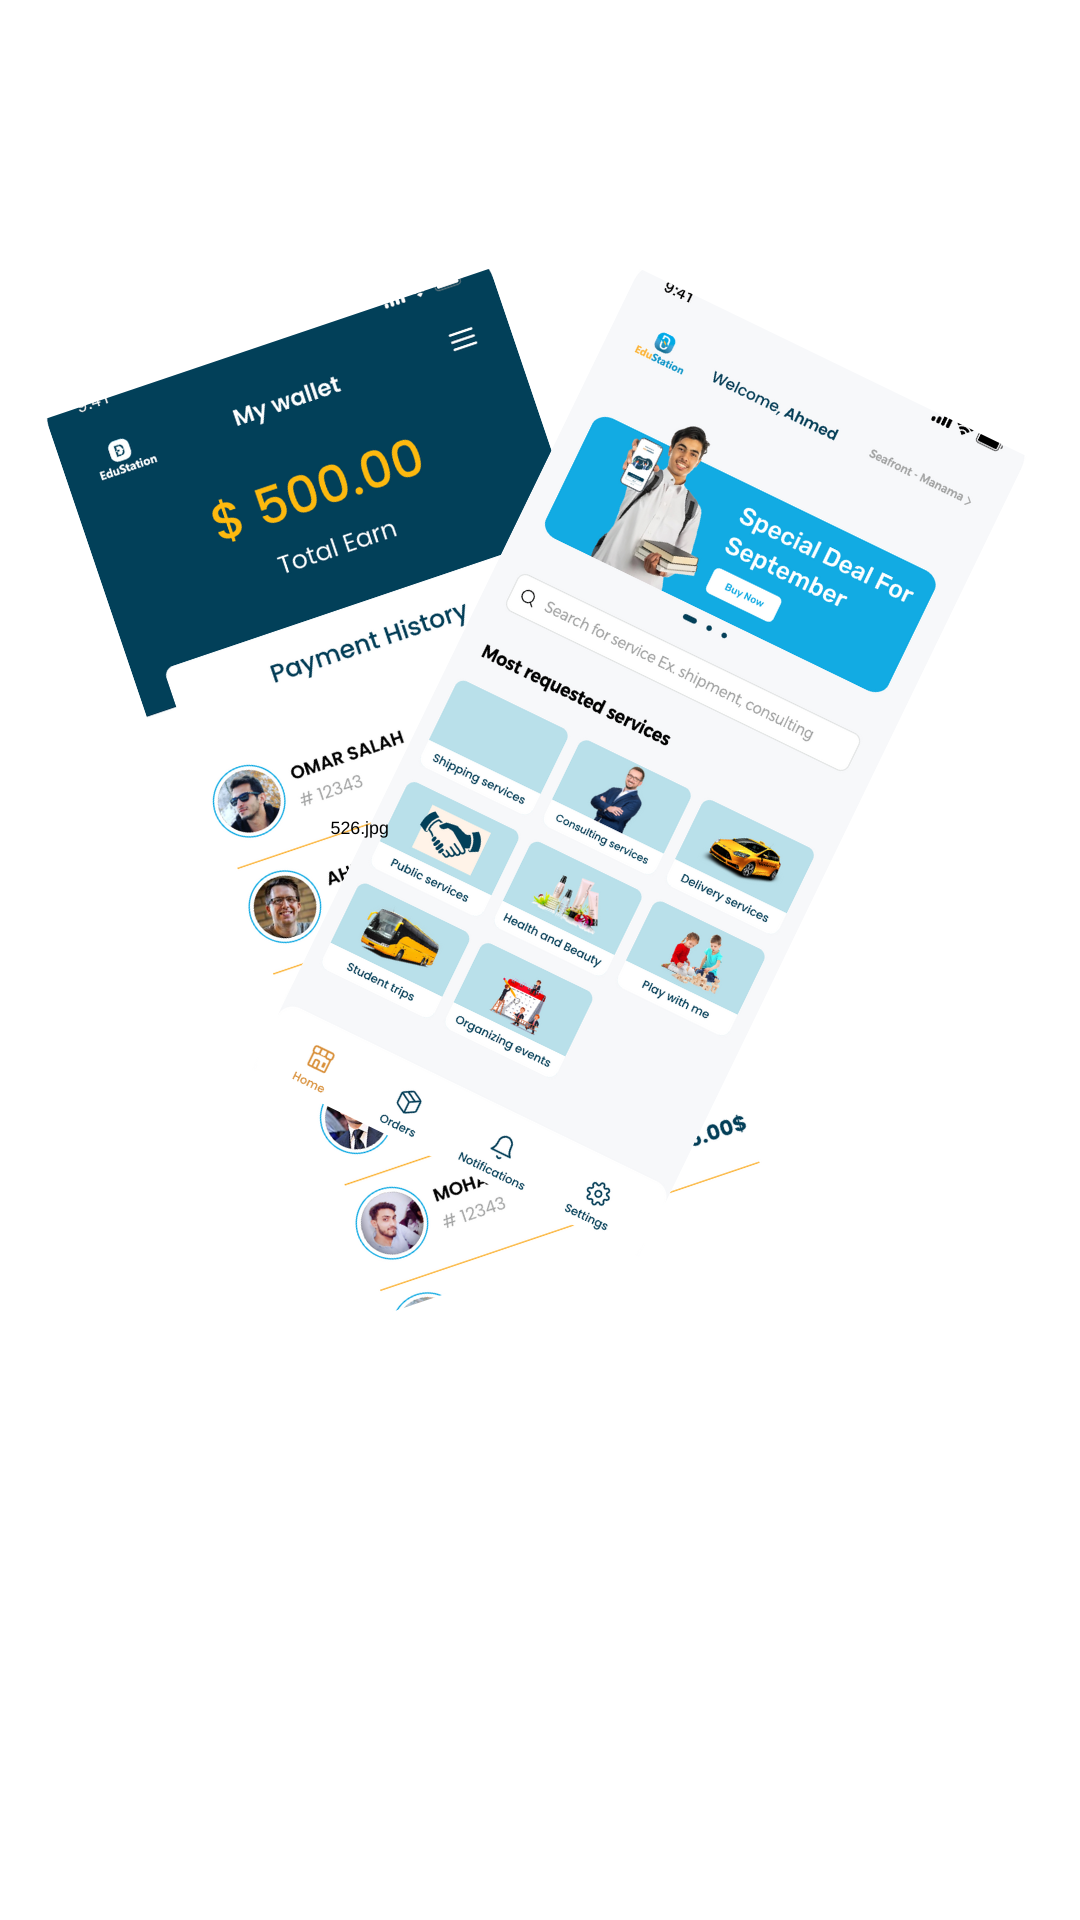 9:41
My wallet
EduStation
$ 500.00
Total Earn
Payment History
OMAR SALAH
# 12343
526.jpg
MOHA
# 12343
.00$
9:41
EduStation
Welcome, Ahmed
Seafront - Manama >
Special Deal For
September
Buy Now
Search for service Ex. shipment, consulting
Most requested services
Shipping services
Consulting services
Delivery services
Public services
Health and Beauty
Play with me
Student trips
Organizing events
Home
Orders
Notifications
Settings